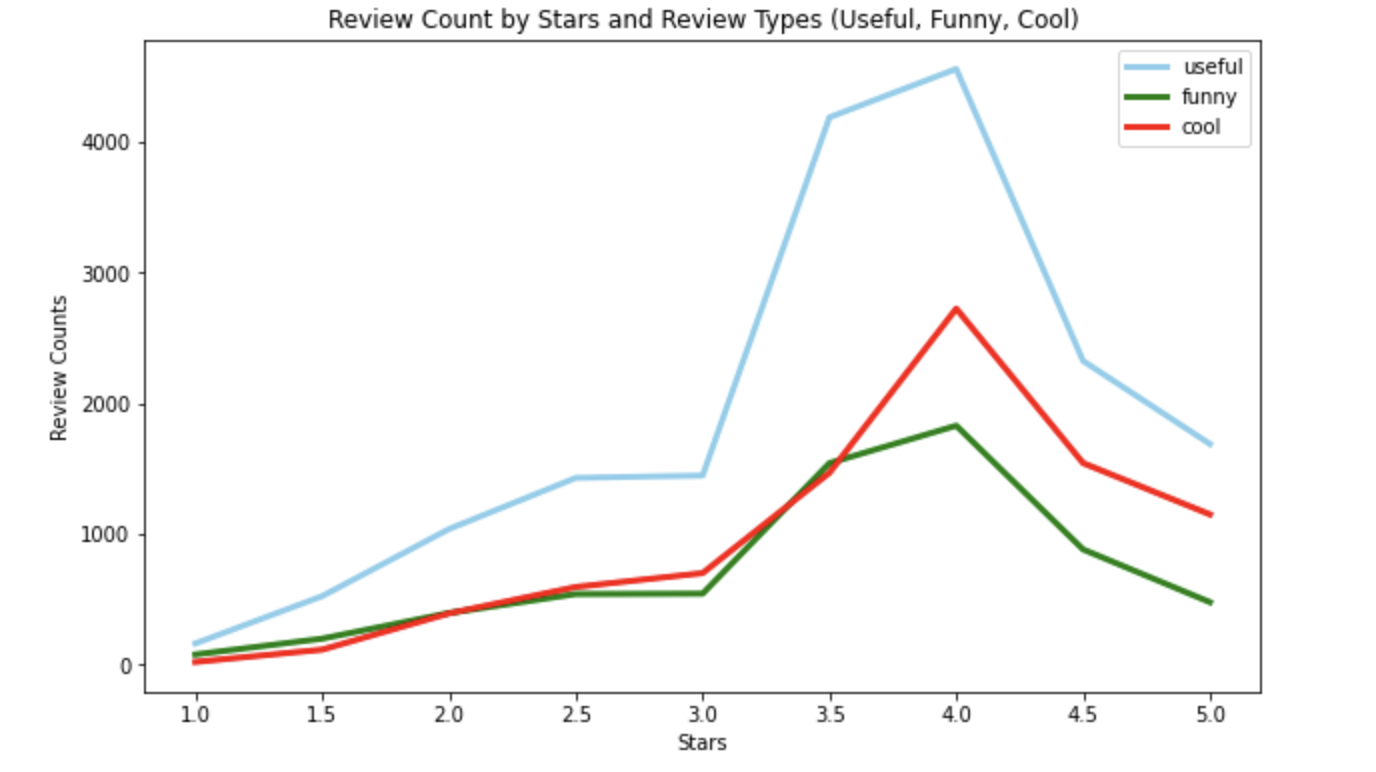 Review Count by Stars and Review Types (Useful, Funny, Cool)
useful
funny
cool
4000
3000
2000
1000
0
Review Counts
1.0 1.5 2.0 2.5 3.0 3.5 4.0 4.5 5.0
Stars